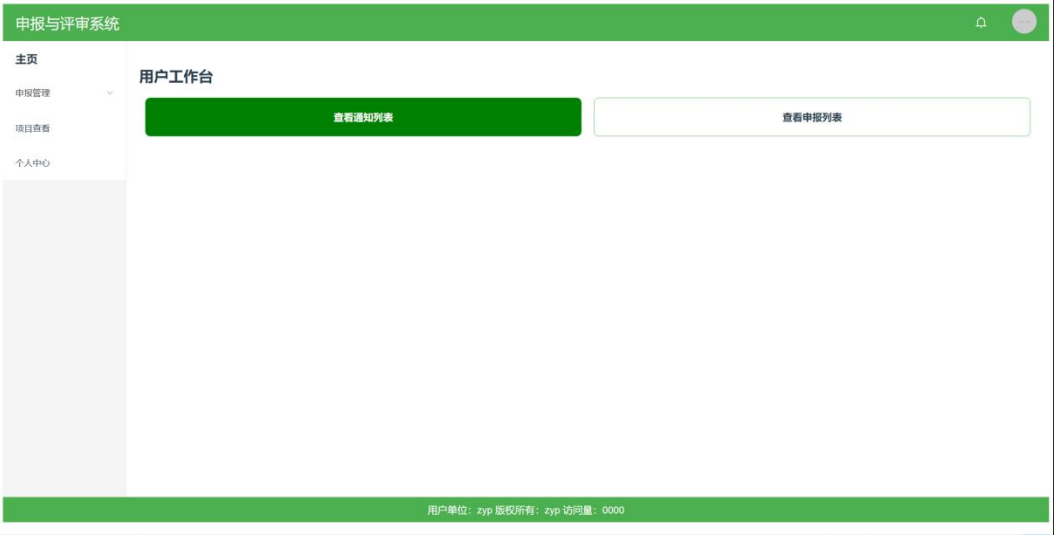 申报与评审系统
主页
申报管理
项目查看
个人中心
用户工作台
查看通知列表
查看申报列表
用户单位：zyp 版权所有：zyp 访问量：0000